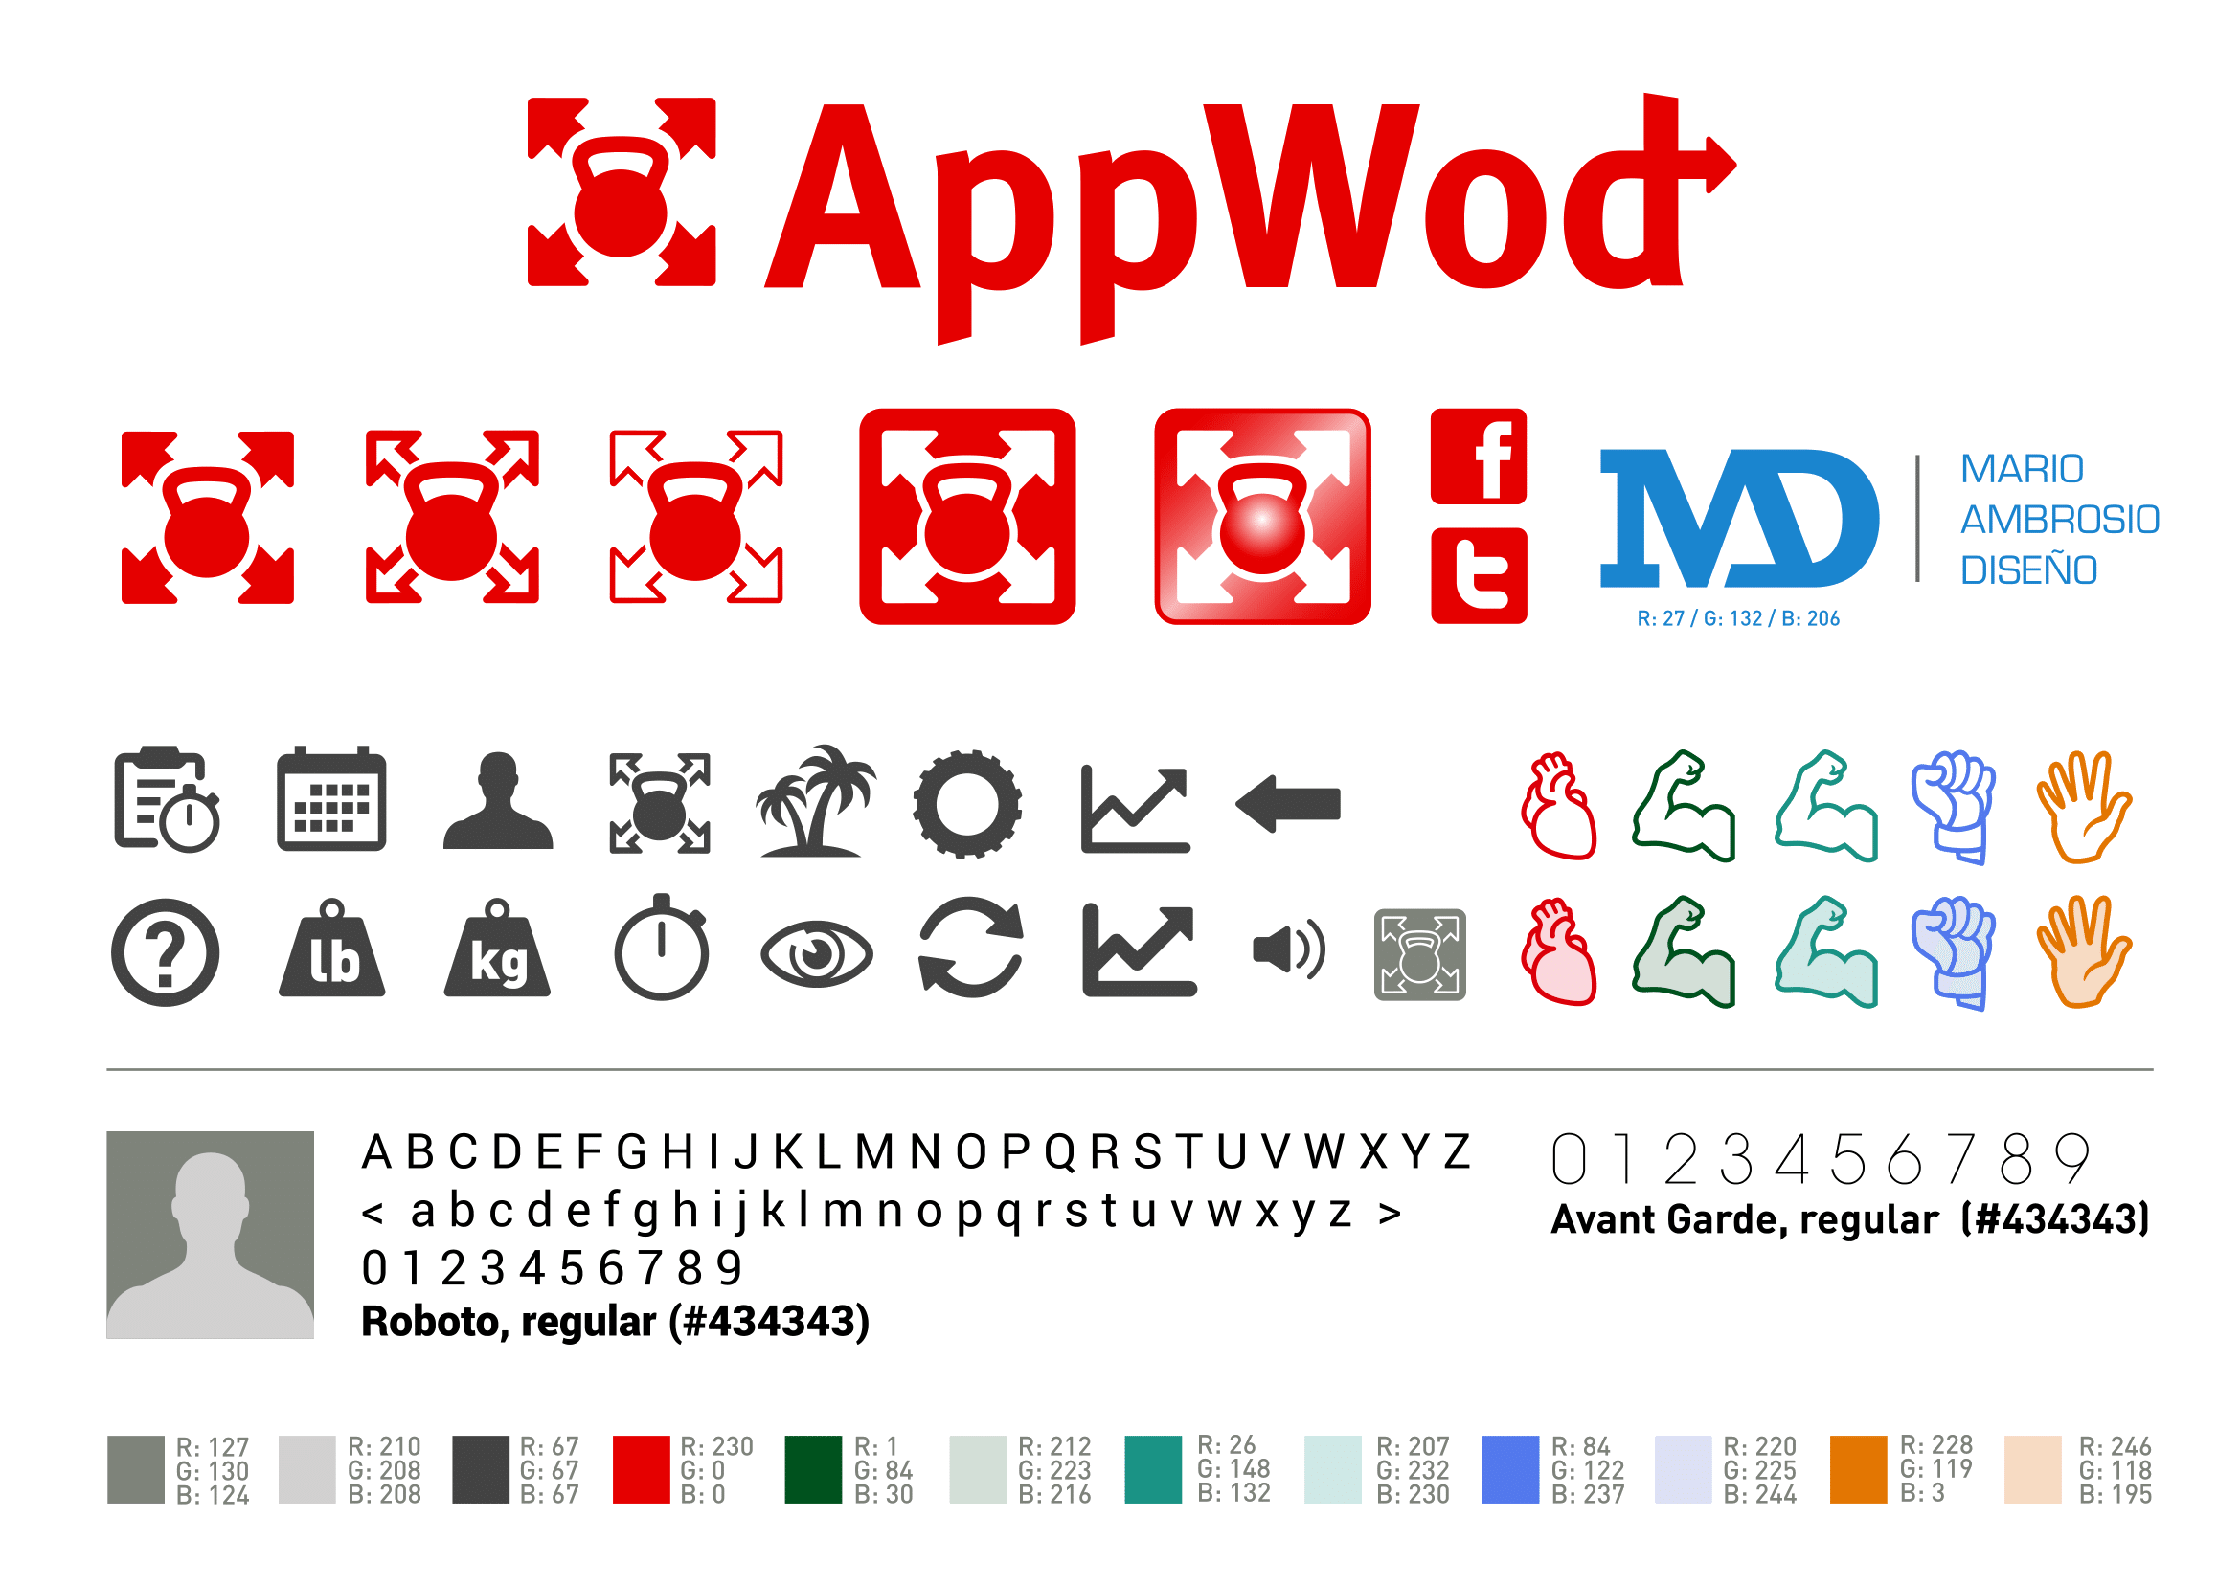 AppWod
f
t
MD
MARIO
AMBROSIO
DISEÑO
R: 27 / G: 132 / B: 206
?
lb
kg
A B C D E F G H I J K L M N O P Q R S T U V W X Y Z
< a b c d e f g h i j k l m n o p q r s t u v w x y z >
0 1 2 3 4 5 6 7 8 9
Roboto, regular (#434343)
0 1 2 3 4 5 6 7 8 9
Avant Garde, regular (#434343)
R: 127
G: 130
B: 124
R: 210
G: 208
B: 208
R: 67
G: 67
B: 67
R: 230
G: 0
B: 0
R: 1
G: 84
B: 30
R: 212
G: 223
B: 216
R: 26
G: 148
B: 132
R: 207
G: 232
B: 230
R: 84
G: 122
B: 237
R: 220
G: 225
B: 244
R: 228
G: 119
B: 3
R: 246
G: 118
B: 195